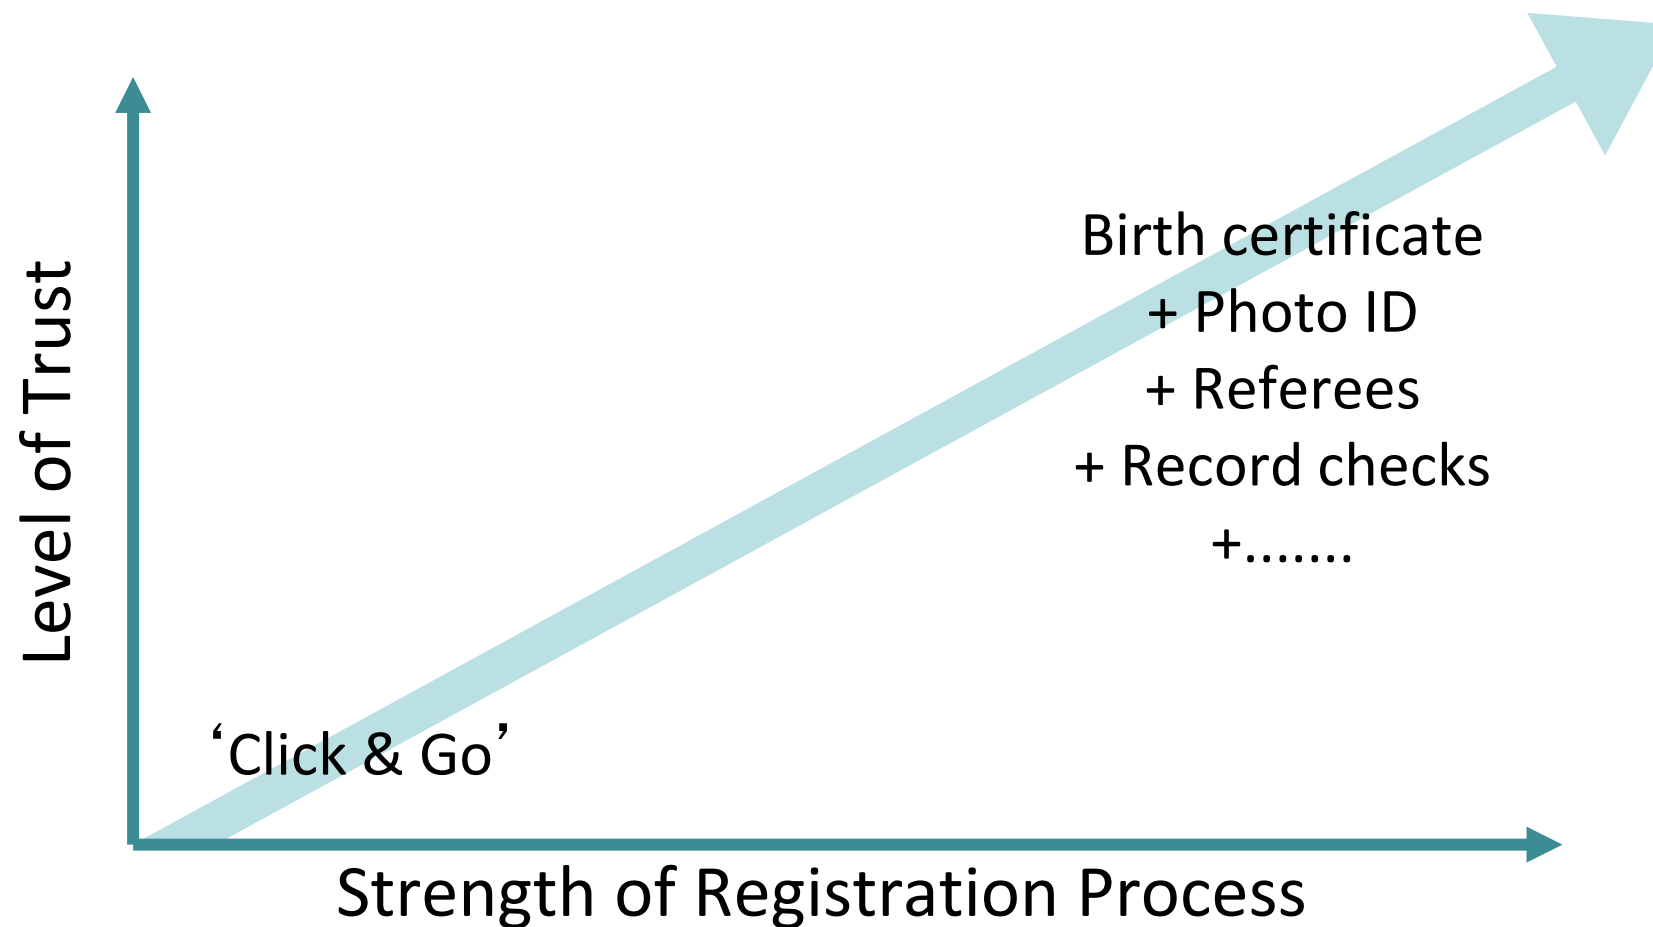 Level of Trust
Birth certificate
+ Photo ID
+ Referees
+ Record checks
+.......
‘Click & Go’
Strength of Registration Process